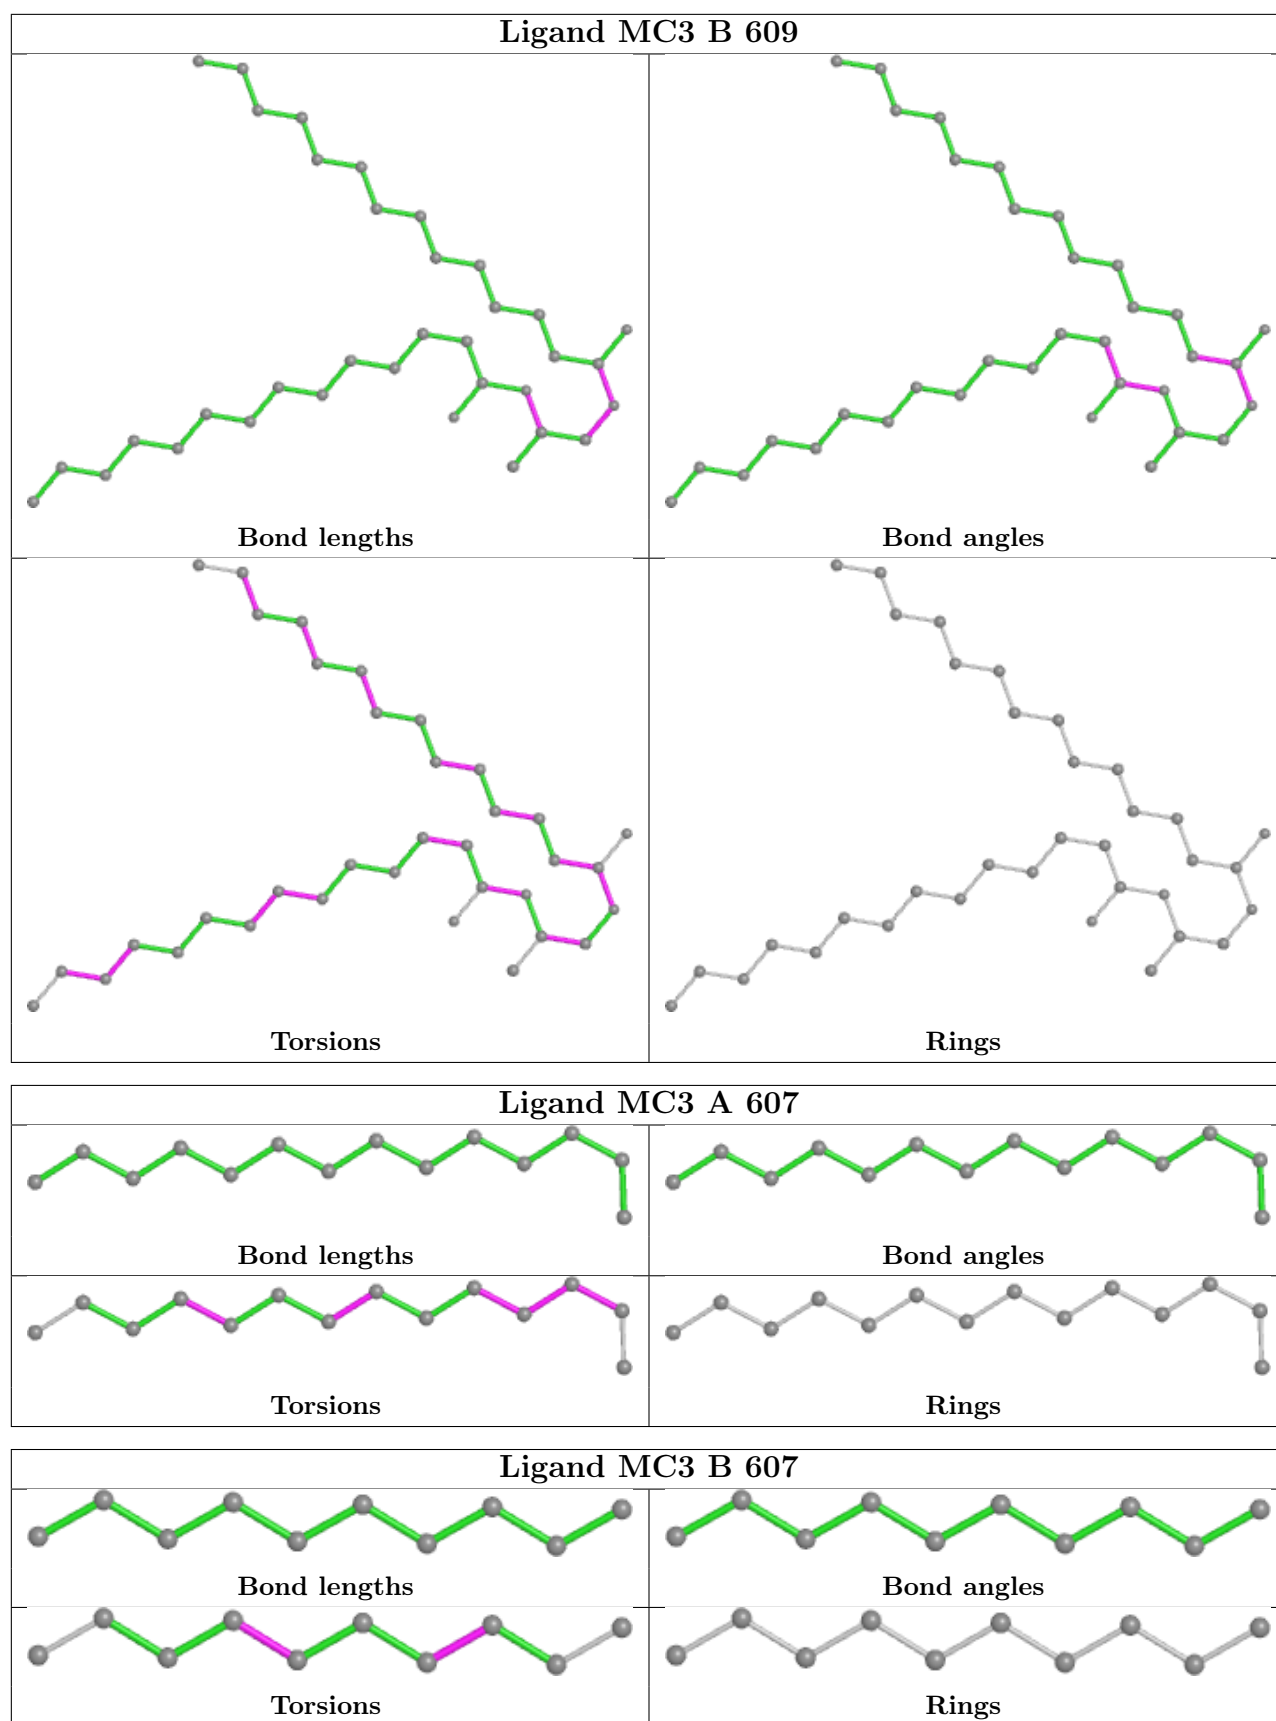 Ligand MC3 B 609
Bond lengths
Bond angles
Torsions
Rings
Ligand MC3 A 607
Bond lengths
Bond angles
Torsions
Rings
Ligand MC3 B 607
Bond lengths
Bond angles
Torsions
Rings